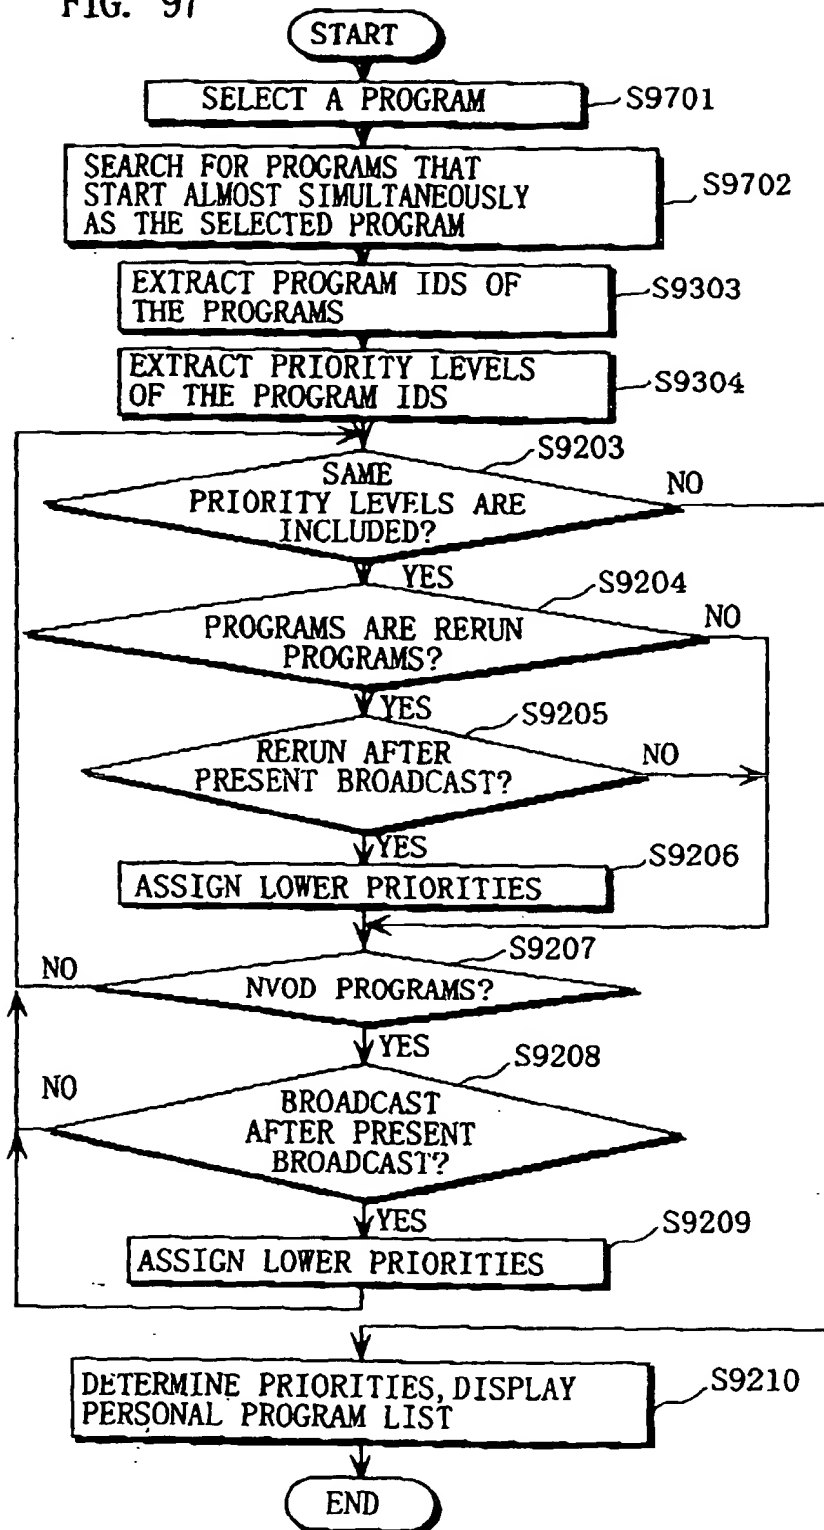 FIG. 97
START
SELECT A PROGRAM
S9701
SEARCH FOR PROGRAMS THAT
START ALMOST SIMULTANEOUSLY
AS THE SELECTED PROGRAM
S9702
EXTRACT PROGRAM IDS OF
THE PROGRAMS
S9303
EXTRACT PRIORITY LEVELS
OF THE PROGRAM IDS
S9304
S9203
SAME
PRIORITY LEVELS ARE
INCLUDED?
NO
YES
S9204
PROGRAMS ARE RERUN
PROGRAMS?
NO
YES
S9205
RERUN AFTER
PRESENT BROADCAST?
NO
YES
S9206
ASSIGN LOWER PRIORITIES
S9207
NO
NVOD PROGRAMS?
YES
S9208
NO
BROADCAST
AFTER PRESENT
BROADCAST?
YES
S9209
ASSIGN LOWER PRIORITIES
DETERMINE PRIORITIES, DISPLAY
PERSONAL PROGRAM LIST
S9210
END